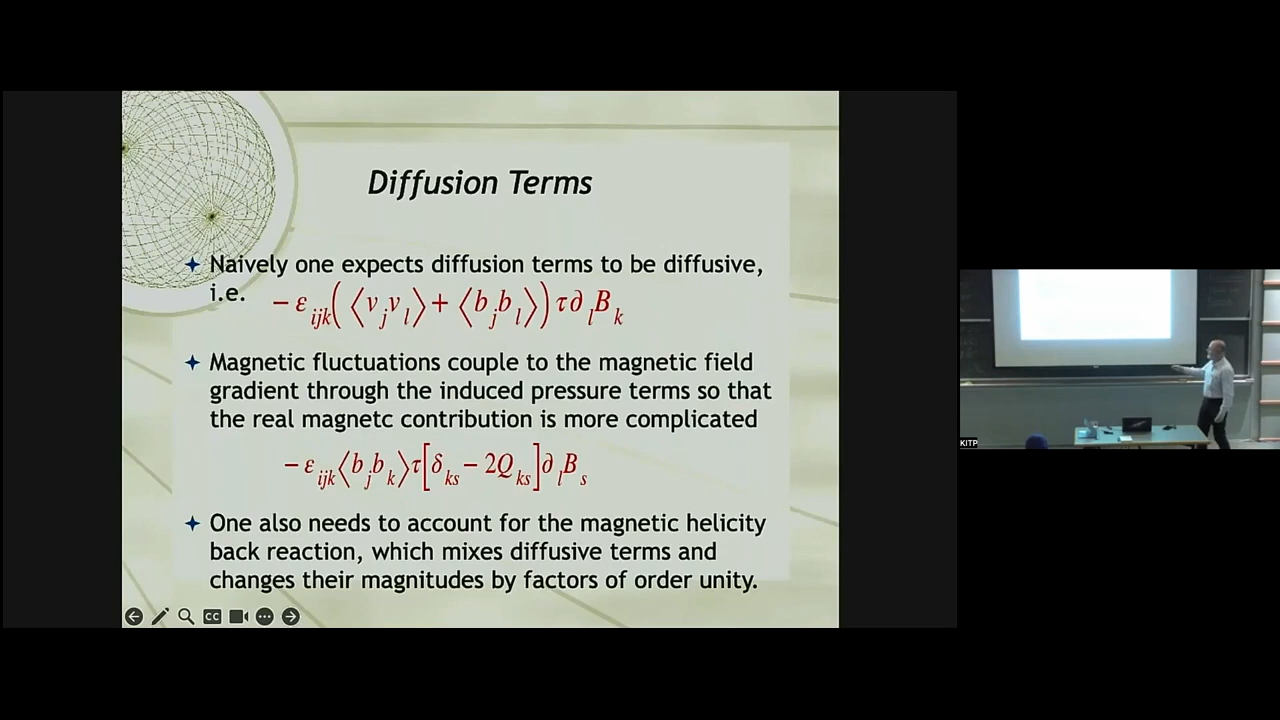 Diffusion Terms
Naively one expects diffusion terms to be diffusive,
i.e. −ε_ijk(⟨v_j v_l⟩+⟨b_j b_l⟩)τ∂_l B_k
Magnetic fluctuations couple to the magnetic field
gradient through the induced pressure terms so that
the real magnetc contribution is more complicated
−ε_ijk⟨b_j b_k⟩τ[δ_ks−2Q_ks]∂_l B_s
One also needs to account for the magnetic helicity
back reaction, which mixes diffusive terms and
changes their magnitudes by factors of order unity.
CC
KITP